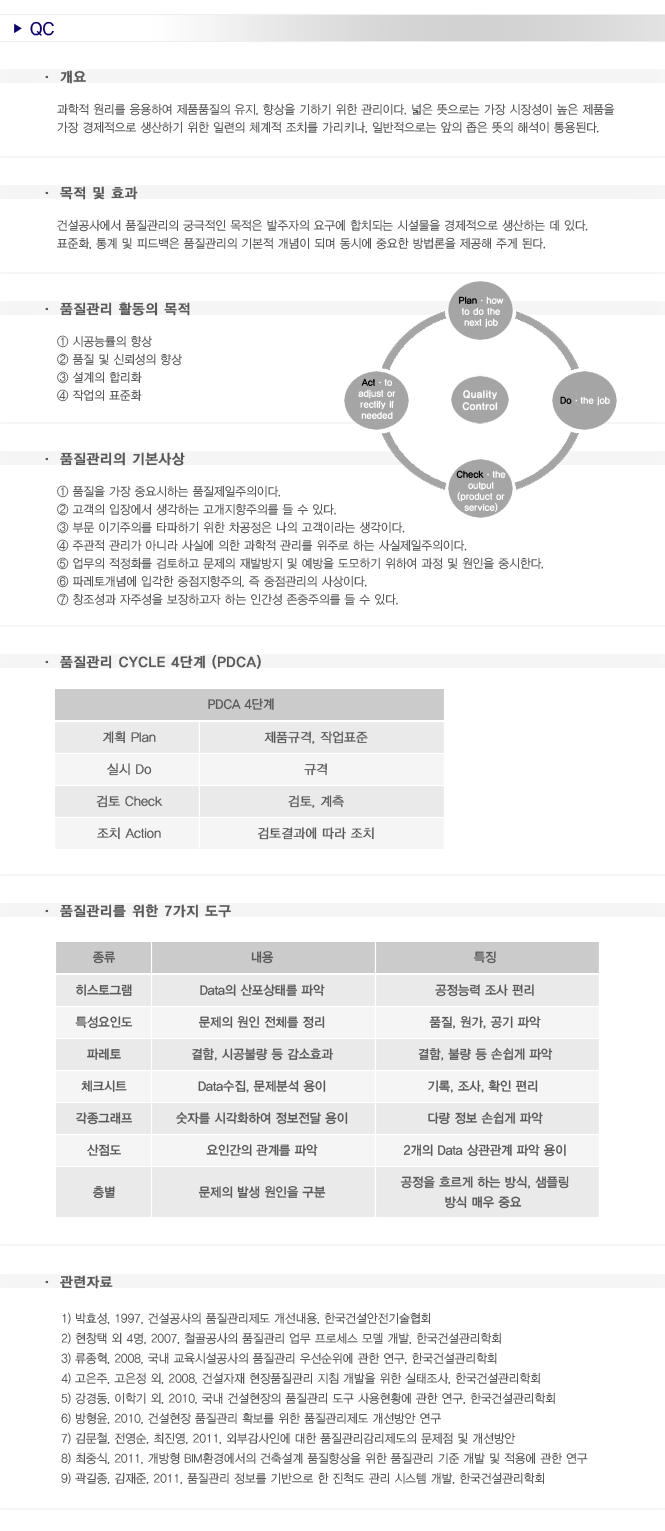 QC
· 개요
과학적 원리를 응용하여 제품품질의 유지, 향상을 기하기 위한 관리이다. 넓은 뜻으로는 가장 시장성이 높은 제품을
가장 경제적으로 생산하기 위한 일련의 체계적 조치를 가리키나, 일반적으로는 앞의 좁은 뜻의 해석이 통용된다.
· 목적 및 효과
건설공사에서 품질관리의 궁극적인 목적은 발주자의 요구에 합치되는 시설물을 경제적으로 생산하는 데 있다.
표준화, 통계 및 피드백은 품질관리의 기본적 개념이 되며 동시에 중요한 방법론을 제공해 주게 된다.
· 품질관리 활동의 목적
① 시공능률의 향상
② 품질 및 신뢰성의 향상
③ 설계의 합리화
④ 작업의 표준화
Plan - how
to do the
next job
Act - to
adjust or
rectify if
needed
Quality
Control
Do - the job
Check - the
output
(product or
service)
· 품질관리의 기본사상
① 품질을 가장 중요시하는 품질제일주의이다.
② 고객의 입장에서 생각하는 고개지향주의를 들 수 있다.
③ 부문 이기주의를 타파하기 위한 차공정은 나의 고객이라는 생각이다.
④ 주관적 관리가 아니라 사실에 의한 과학적 관리를 위주로 하는 사실제일주의이다.
⑤ 업무의 적정화를 검토하고 문제의 재발방지 및 예방을 도모하기 위하여 과정 및 원인을 중시한다.
⑥ 파레토개념에 입각한 중점지향주의, 즉 중점관리의 사상이다.
⑦ 창조성과 자주성을 보장하고자 하는 인간성 존중주의를 들 수 있다.
· 품질관리 CYCLE 4단계 (PDCA)
PDCA 4단계
계획 Plan 제품규격, 작업표준
실시 Do 규격
검토 Check 검토, 계측
조치 Action 검토결과에 따라 조치
· 품질관리를 위한 7가지 도구
종류 내용 특징
히스토그램 Data의 산포상태를 파악 공정능력 조사 편리
특성요인도 문제의 원인 전체를 정리 품질, 원가, 공기 파악
파레토 결함, 시공불량 등 감소효과 결함, 불량 등 손쉽게 파악
체크시트 Data수집, 문제분석 용이 기록, 조사, 확인 편리
각종그래프 숫자를 시각화하여 정보전달 용이 다량 정보 손쉽게 파악
산점도 요인간의 관계를 파악 2개의 Data 상관관계 파악 용이
층별 문제의 발생 원인을 구분 공정을 흐르게 하는 방식, 샘플링
방식 매우 중요
· 관련자료
1) 박효성, 1997, 건설공사의 품질관리제도 개선내용, 한국건설안전기술협회
2) 현창택 외 4명, 2007, 철골공사의 품질관리 업무 프로세스 모델 개발, 한국건설관리학회
3) 류종혁, 2008, 국내 교육시설공사의 품질관리 우선순위에 관한 연구, 한국건설관리학회
4) 고은주, 고은정 외, 2008, 건설자재 현장품질관리 지침 개발을 위한 실태조사, 한국건설관리학회
5) 강경동, 이학기 외, 2010, 국내 건설현장의 품질관리 도구 사용현황에 관한 연구, 한국건설관리학회
6) 방형윤, 2010, 건설현장 품질관리 확보를 위한 품질관리제도 개선방안 연구
7) 김문철, 전영순, 최진영, 2011, 외부감사인에 대한 품질관리감리제도의 문제점 및 개선방안
8) 최중식, 2011, 개방형 BIM환경에서의 건축설계 품질향상을 위한 품질관리 기준 개발 및 적용에 관한 연구
9) 곽길종, 김재준, 2011, 품질관리 정보를 기반으로 한 진척도 관리 시스템 개발, 한국건설관리학회